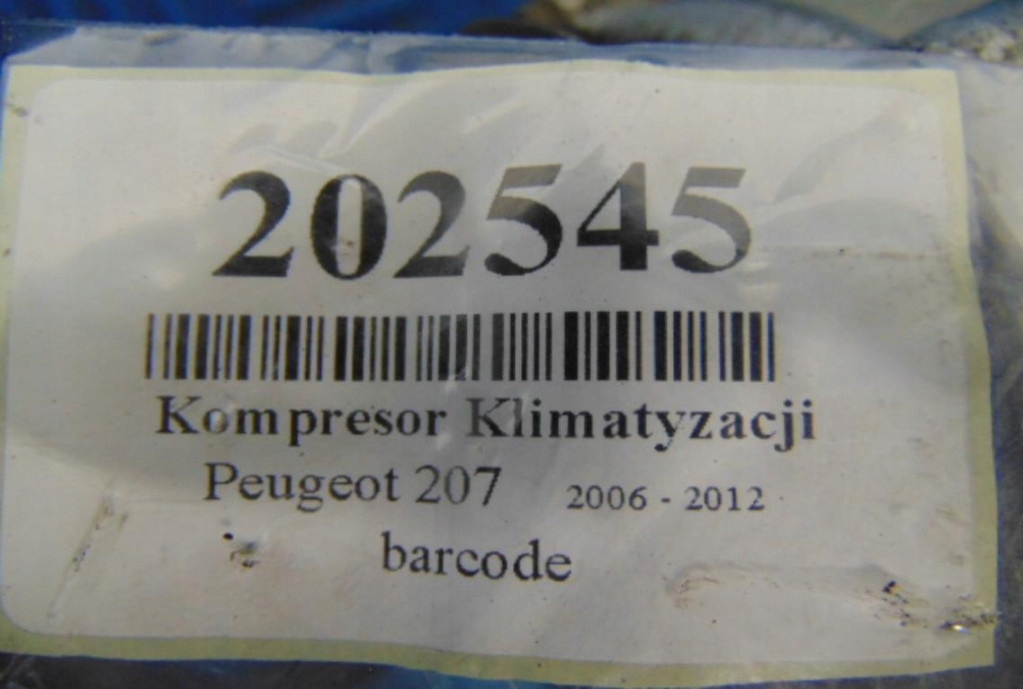 202545
Kompresor Klimatyzacji
Peugeot 207 2006 - 2012
barcode